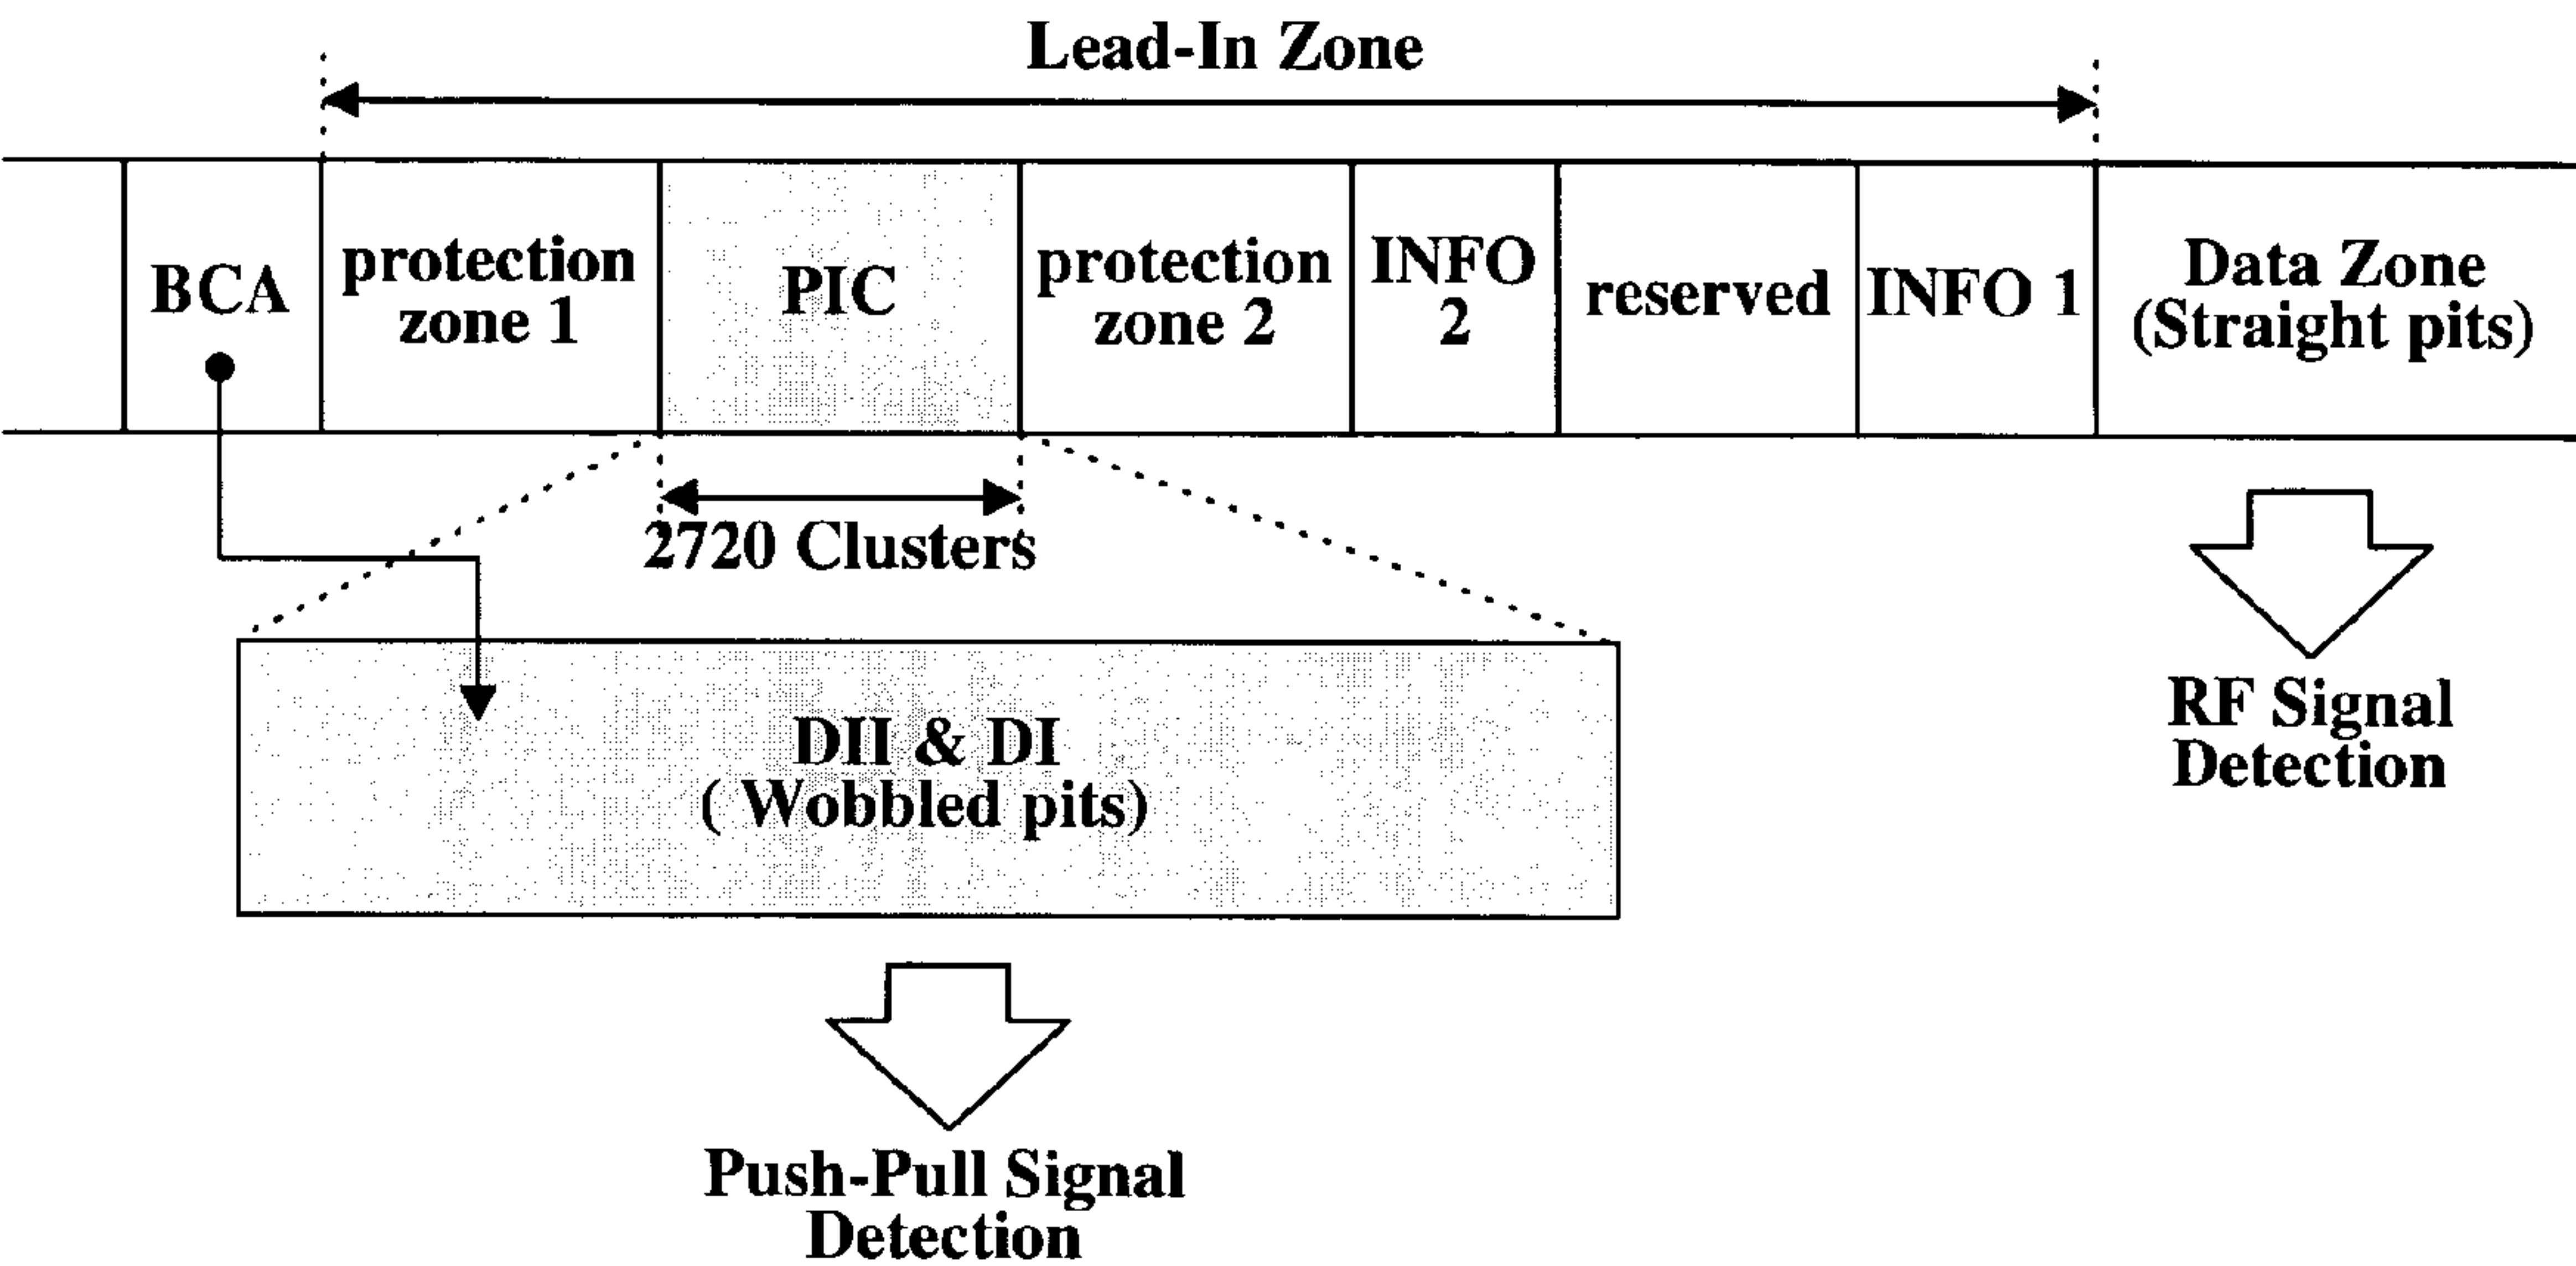 Lead-In Zone
BCA
protection
zone 1
PIC
protection
zone 2
INFO
2
reserved
INFO 1
Data Zone
(Straight pits)
2720 Clusters
DII & DI
( Wobbled pits)
RF Signal
Detection
Push-Pull Signal
Detection